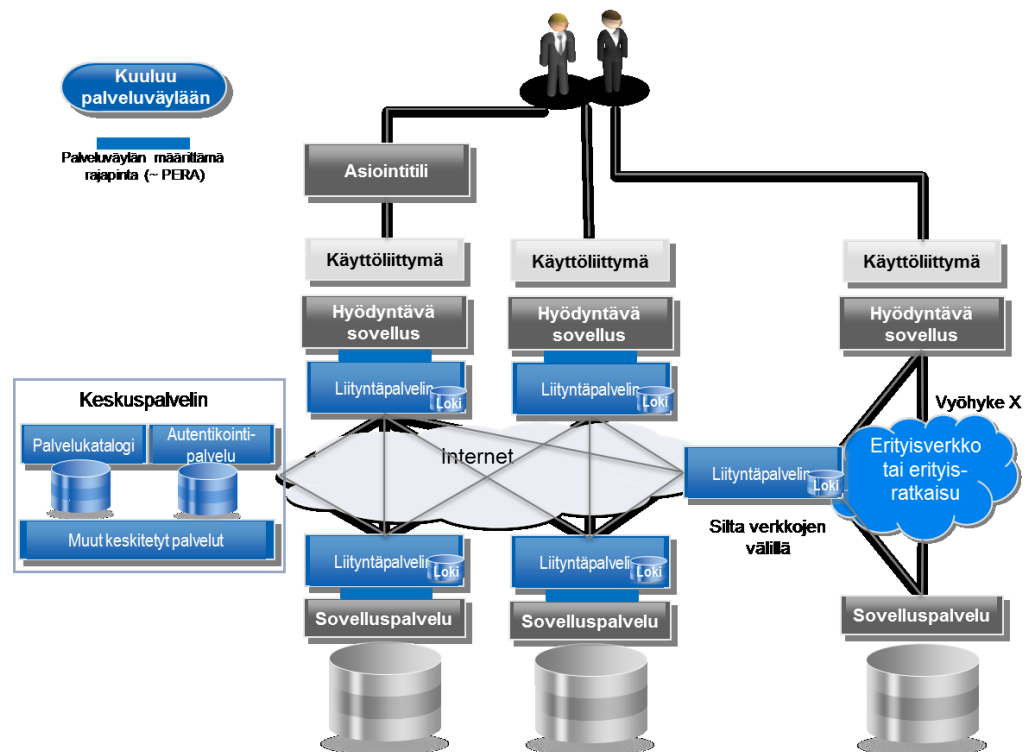 Kuuluu
palveluväylään
Palveluväylän määrittämä
rajapinta (~ PERA)
Asiointitili
Käyttöliittymä
Käyttöliittymä
Käyttöliittymä
Hyödyntävä
sovellus
Hyödyntävä
sovellus
Hyödyntävä
sovellus
Liityntäpalvelin
Loki
Liityntäpalvelin
Loki
Keskuspalvelin
Palvelukatalogi
Autentikointi-
palvelu
Muut keskitetyt palvelut
Internet
Liityntäpalvelin
Loki
Silta verkkojen
välillä
Vyöhyke X
Erityisverkko
tai erityis-
ratkaisu
Liityntäpalvelin
Loki
Liityntäpalvelin
Loki
Sovelluspalvelu
Sovelluspalvelu
Sovelluspalvelu